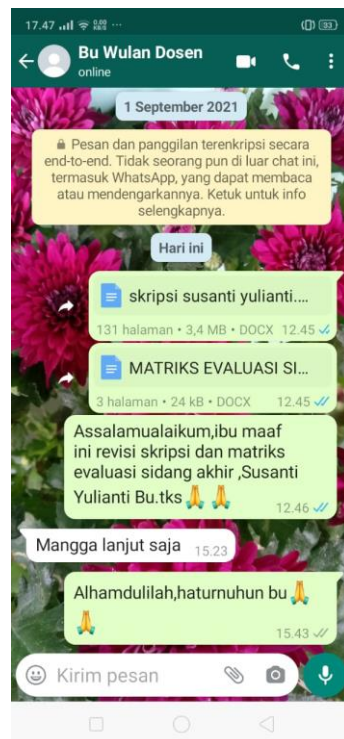 17.47
33
Bu Wulan Dosen
online
1 September 2021
Pesan dan panggilan terenkripsi secara
end-to-end. Tidak seorang pun di luar chat ini,
termasuk WhatsApp, yang dapat membaca
atau mendengarkannya. Ketuk untuk info
selengkapnya.
Hari ini
skripsi susanti yulianti....
131 halaman • 3,4 MB • DOCX 12.45
MATRIKS EVALUASI SI...
3 halaman • 24 kB • DOCX 12.45
Assalamualaikum,ibu maaf
ini revisi skripsi dan matriks
evaluasi sidang akhir ,Susanti
Yulianti Bu.tks🙏 🙏
12.46
Mangga lanjut saja 15.23
Alhamdulilah,haturnuhun bu🙏
🙏
15.43
Kirim pesan